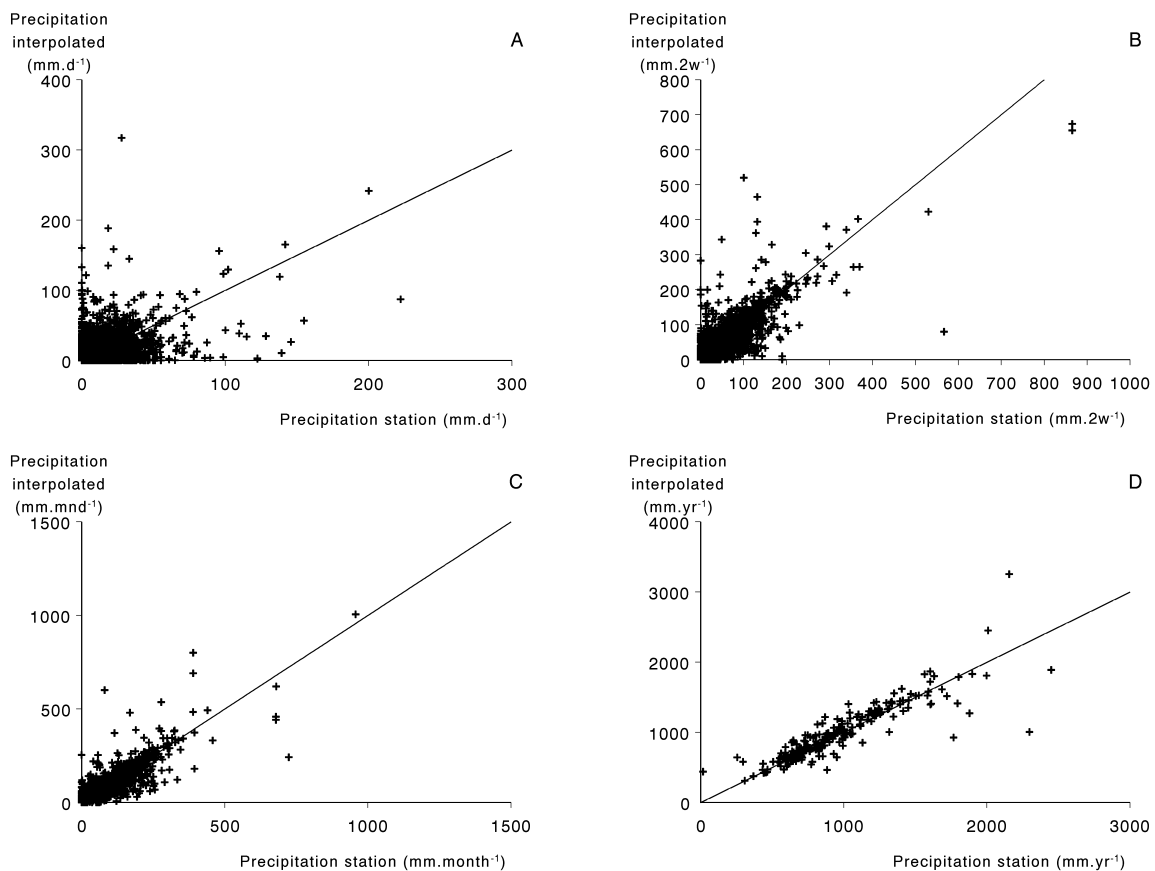 Precipitation
interpolated
(mm.d-1)
A
400
300
200
100
0
0 100 200 300
Precipitation station (mm.d-1)
Precipitation
interpolated
(mm.2w-1)
B
800
700
600
500
400
300
200
100
0
0 100 200 300 400 500 600 700 800 900 1000
Precipitation station (mm.2w-1)
Precipitation
interpolated
(mm.mnd-1)
C
1500
1000
500
0
0 500 1000 1500
Precipitation station (mm.month-1)
Precipitation
interpolated
(mm.yr-1)
D
4000
3000
2000
1000
0
0 1000 2000 3000
Precipitation station (mm.yr-1)